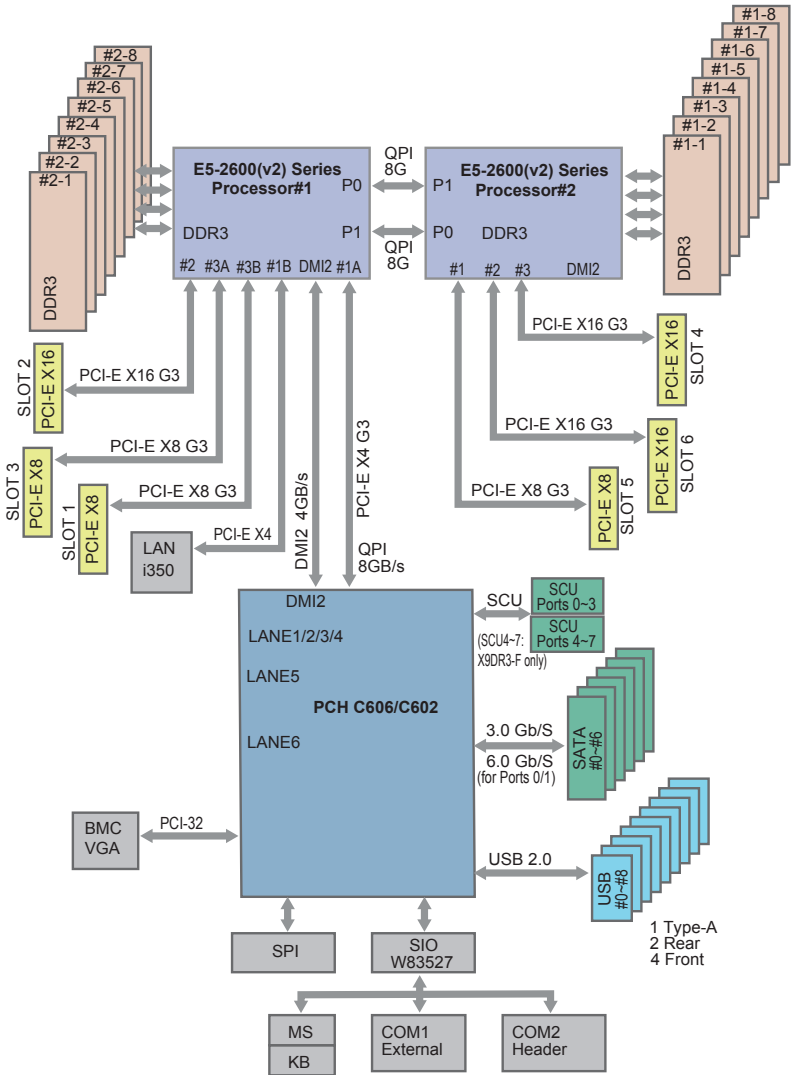 #2-8
#2-7
#2-6
#2-5
#2-4
#2-3
#2-2
#2-1
DDR3
E5-2600(v2) Series
Processor#1
P0
P1
DDR3
#2 #3A #3B #1B DMI2 #1A
QPI
8G
QPI
8G
E5-2600(v2) Series
Processor#2
P1
P0
DDR3
#1 #2 #3 DMI2
#1-8
#1-7
#1-6
#1-5
#1-4
#1-3
#1-2
#1-1
DDR3
SLOT 2
PCI-E X16
PCI-E X16 G3
SLOT 3
PCI-E X8
PCI-E X8 G3
SLOT 1
PCI-E X8
PCI-E X8 G3
LAN
i350
PCI-E X4
DMI2 4GB/s
PCI-E X4 G3
QPI
8GB/s
PCI-E X16 G3
PCI-E X16
SLOT 4
PCI-E X16 G3
PCI-E X16
SLOT 6
PCI-E X8 G3
PCI-E X8
SLOT 5
DMI2
LANE1/2/3/4
LANE5
PCH C606/C602
LANE6
SCU
SCU
Ports 0~3
SCU
Ports 4~7
(SCU4~7:
X9DR3-F only)
3.0 Gb/S
6.0 Gb/S
(for Ports 0/1)
SATA
#0~#6
BMC
VGA
PCI-32
USB 2.0
USB
#0~#8
1 Type-A
2 Rear
4 Front
SPI
SIO
W83527
MS
KB
COM1
External
COM2
Header